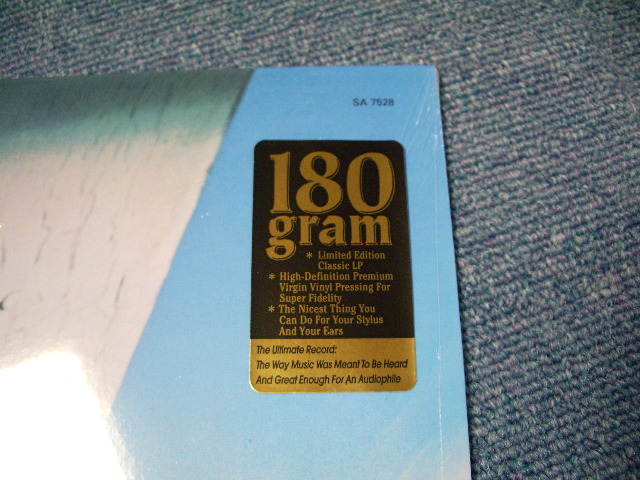 SA 7528
180
gram
* Limited Edition
Classic LP
* High-Definition Premium
Virgin Vinyl Pressing For
Super Fidelity
* The Nicest Thing You
Can Do For Your Stylus
And Your Ears
The Ultimate Record:
The Way Music Was Meant To Be Heard
And Great Enough For An Audiophile